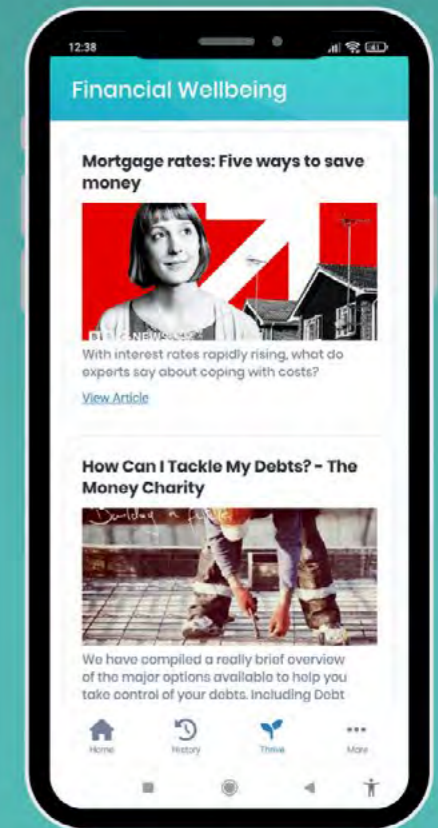 12:38
Financial Wellbeing
Mortgage rates: Five ways to save
money
NEWS
With interest rates rapidly rising, what do
experts say about coping with costs?
View Article
How Can I Tackle My Debts? - The
Money Charity
Building a future
We have compiled a really brief overview
of the major options available to help you
take control of your debts. Including Debt
Home
History
Thrive
More